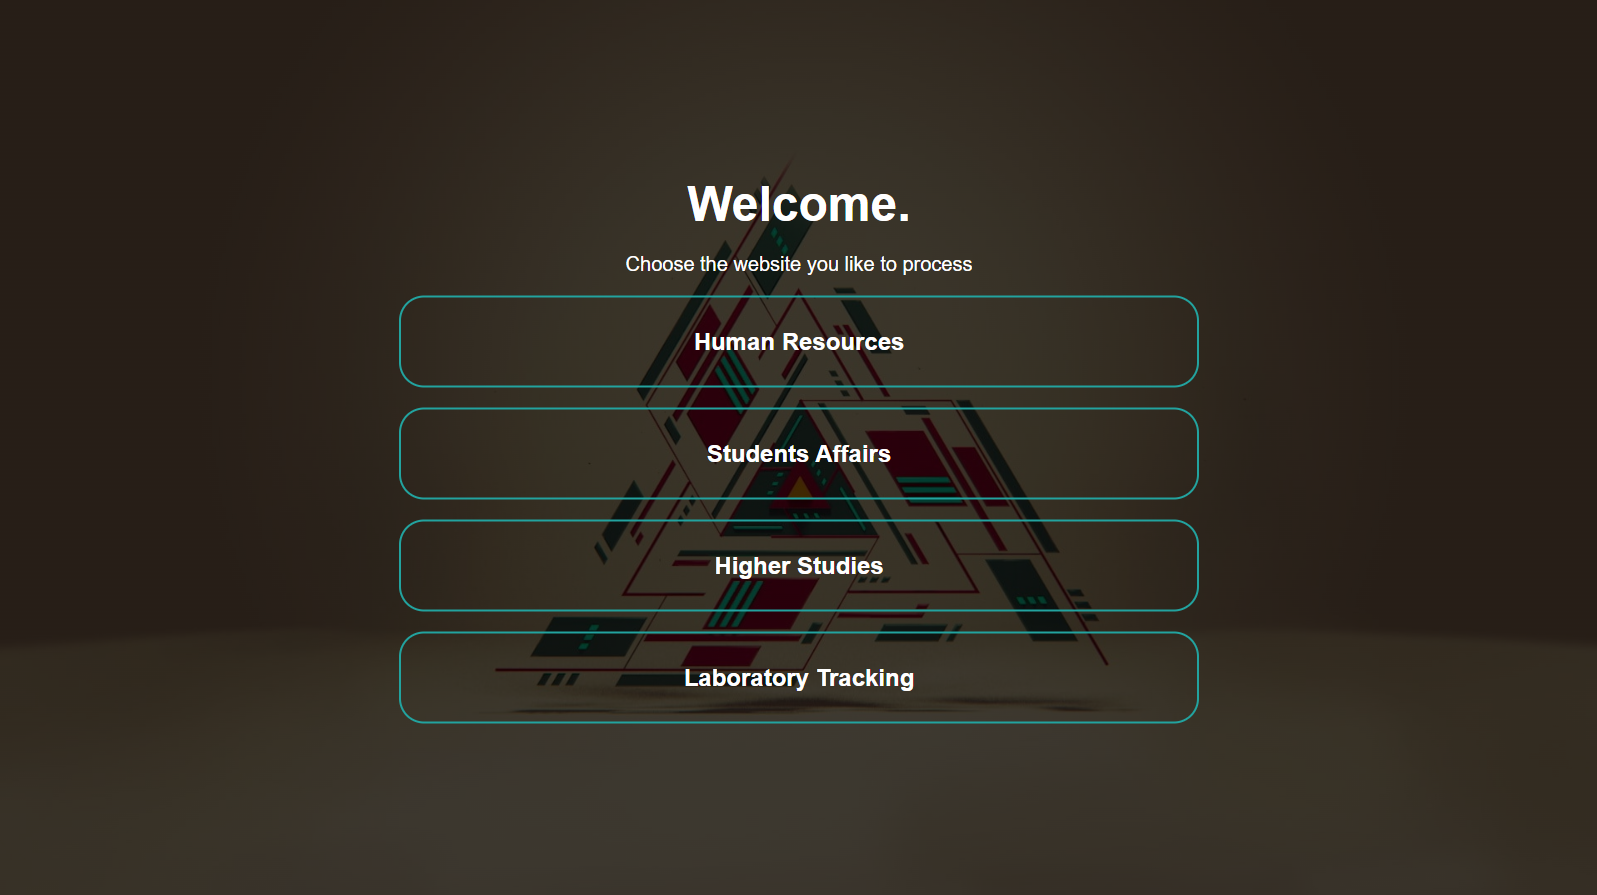 Welcome.
Choose the website you like to process
Human Resources
Students Affairs
Higher Studies
Laboratory Tracking